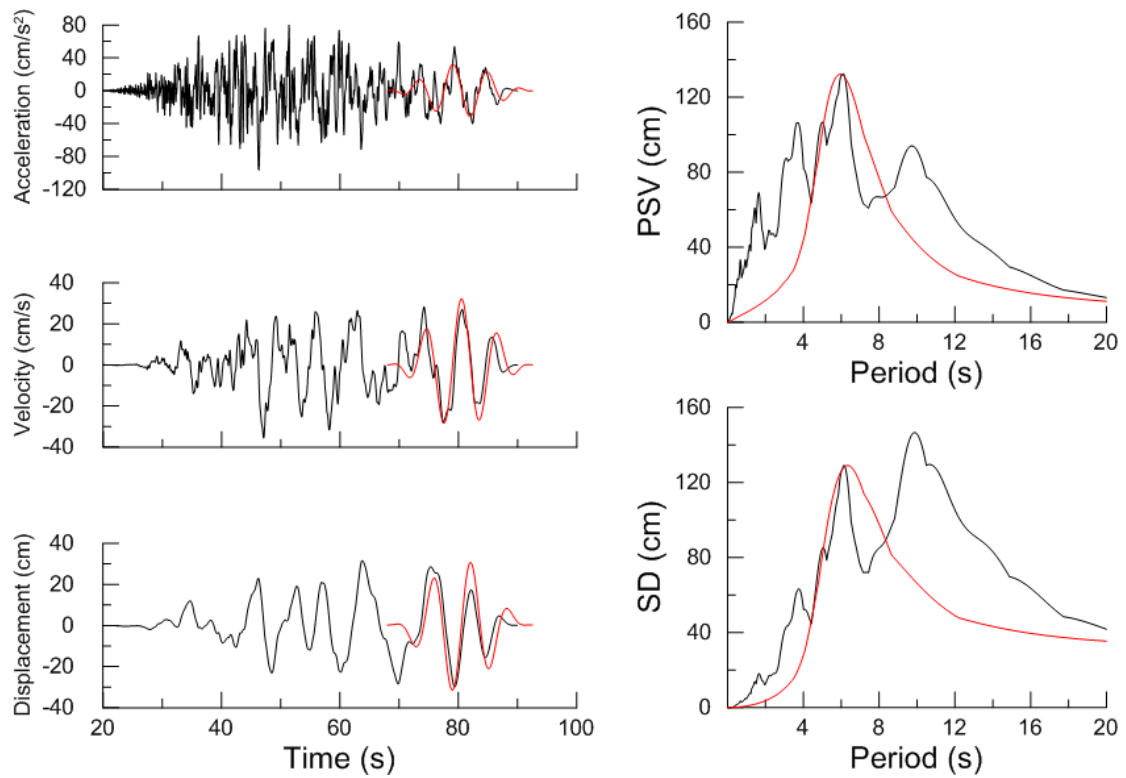 Acceleration (cm/s²)
80
40
0
-40
-80
-120
Velocity (cm/s)
40
20
0
-20
-40
Displacement (cm)
40
20
0
-20
-40
20 40 60 80 100
Time (s)
PSV (cm)
160
120
80
40
0
4 8 12 16 20
Period (s)
SD (cm)
160
120
80
40
0
4 8 12 16 20
Period (s)